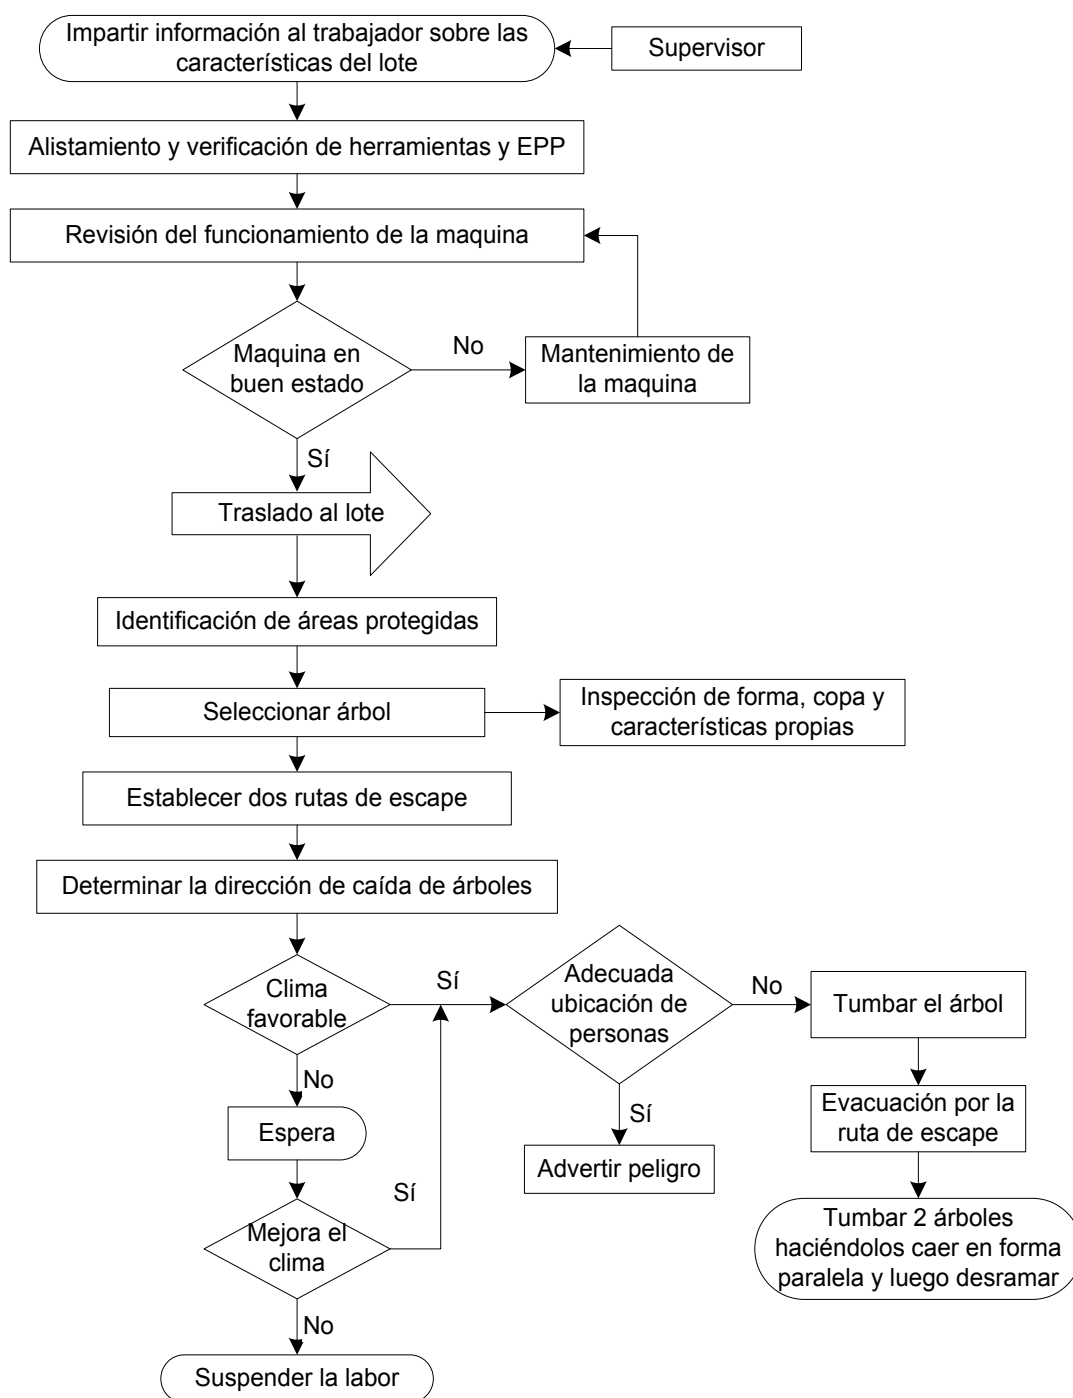 Impartir información al trabajador sobre las
características del lote
Supervisor
Alistamiento y verificación de herramientas y EPP
Revisión del funcionamiento de la maquina
Maquina en
buen estado
No
Mantenimiento de
la maquina
Sí
Traslado al lote
Identificación de áreas protegidas
Seleccionar árbol
Inspección de forma, copa y
características propias
Establecer dos rutas de escape
Determinar la dirección de caída de árboles
Clima
favorable
Sí
Adecuada
ubicación de
personas
No
Tumbar el árbol
No
Espera
Sí
Advertir peligro
Evacuación por la
ruta de escape
Sí
Mejora el
clima
Tumbar 2 árboles
haciéndolos caer en forma
paralela y luego desramar
No
Suspender la labor